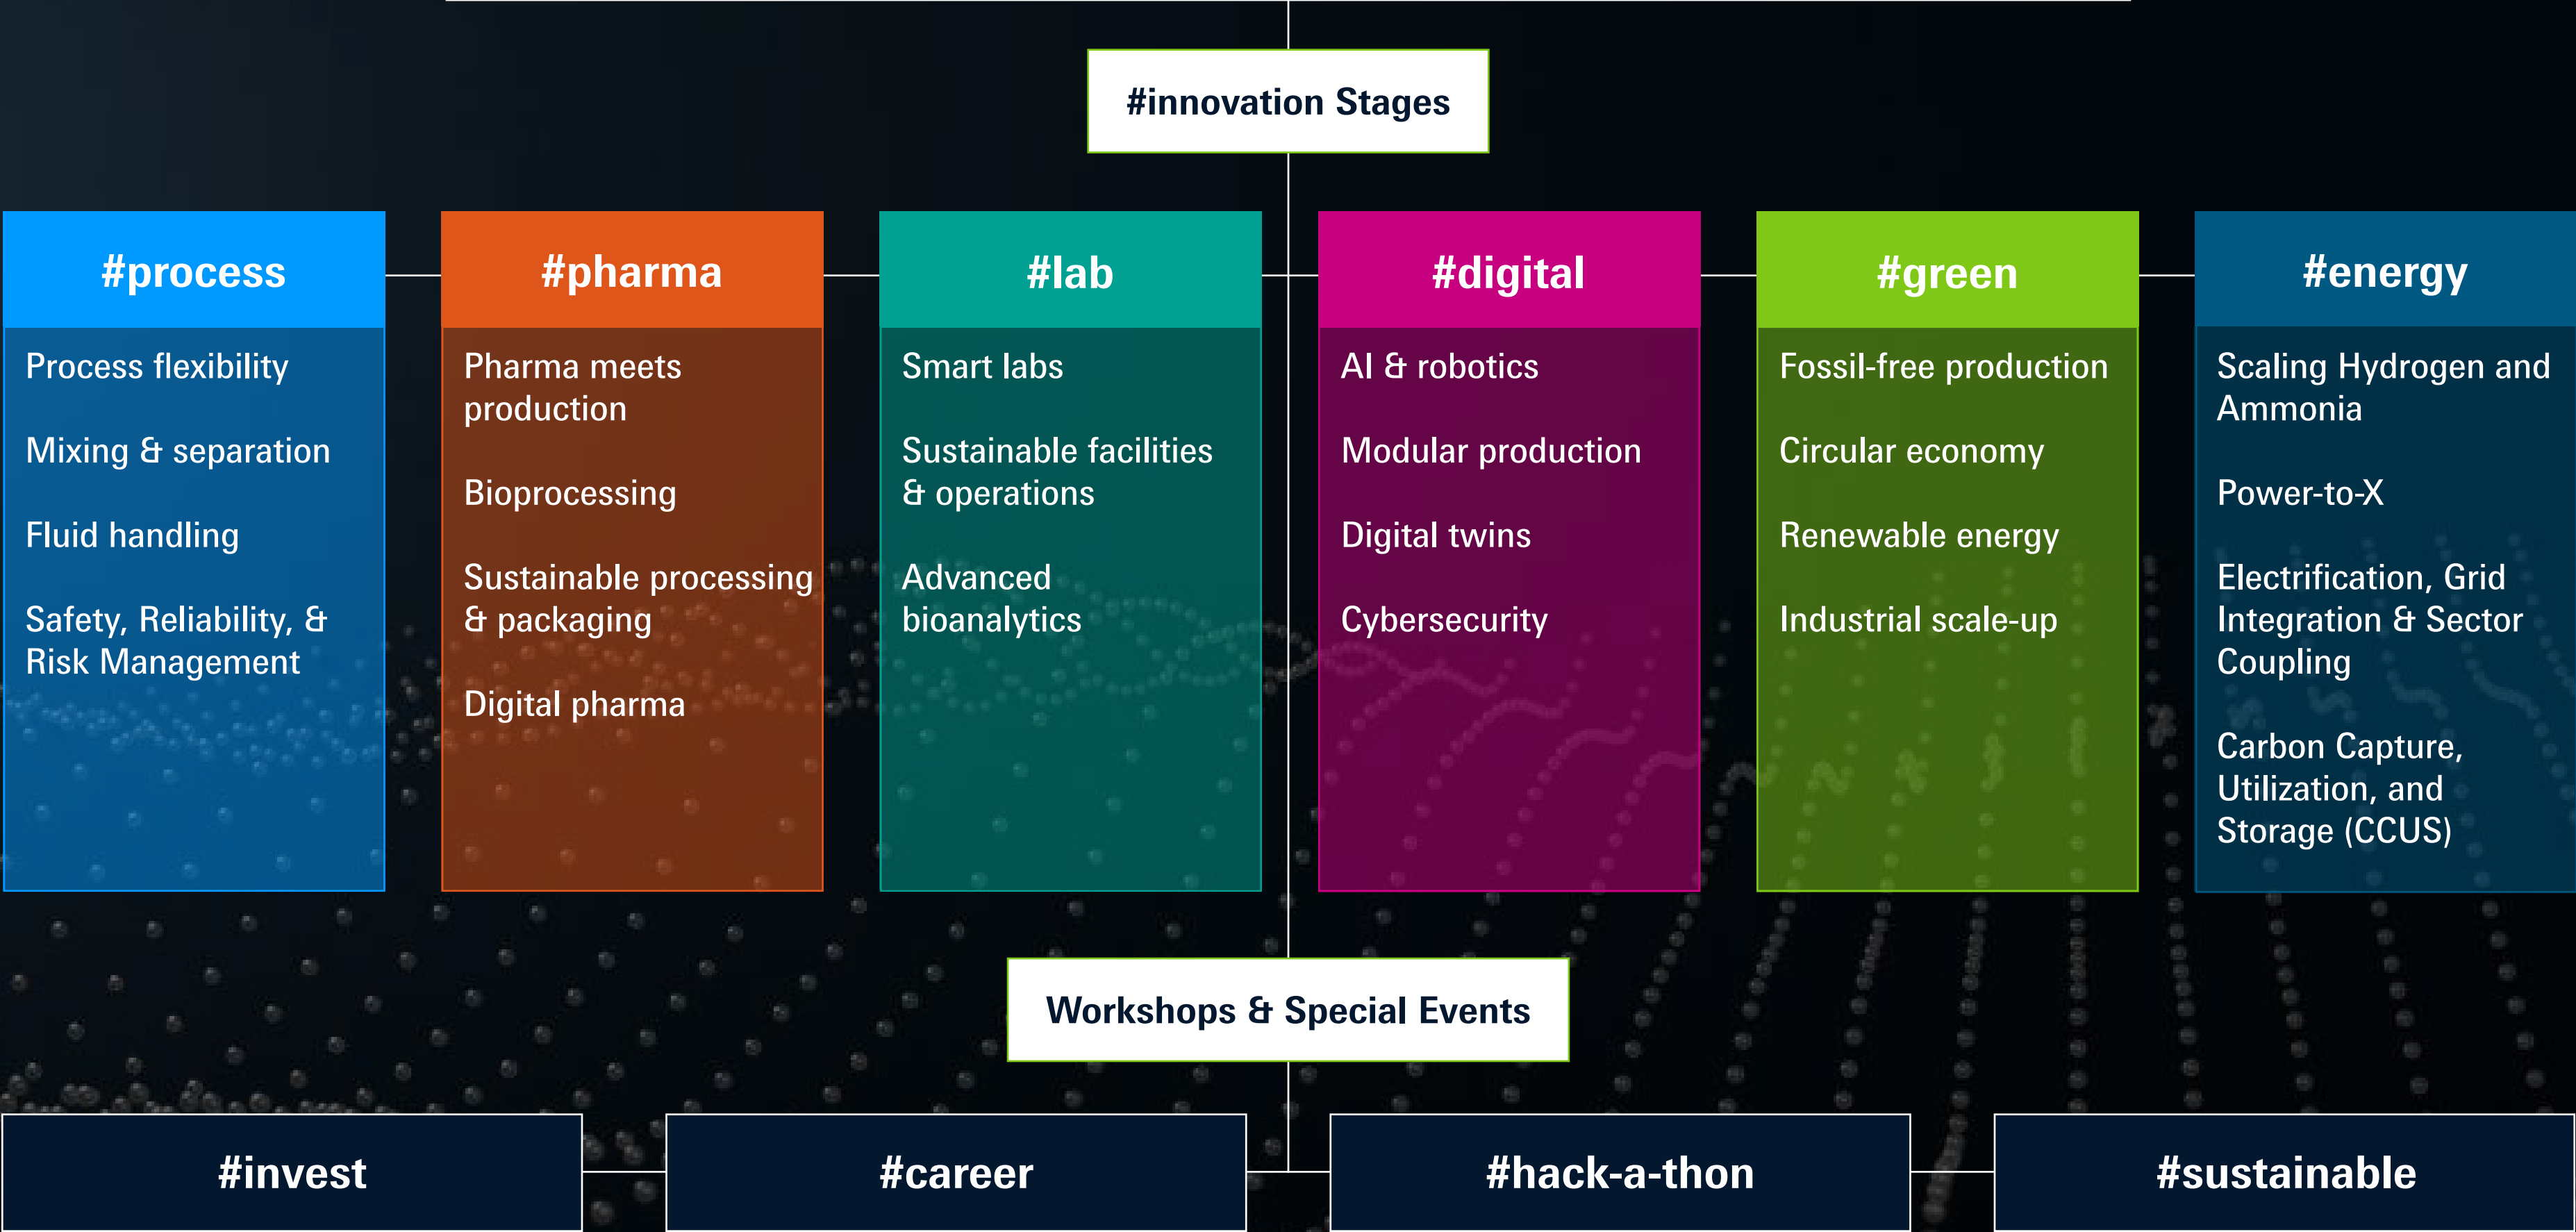 #innovation Stages
#process
Process flexibility
Mixing & separation
Fluid handling
Safety, Reliability, &
Risk Management
#pharma
Pharma meets
production
Bioprocessing
Sustainable processing
& packaging
Digital pharma
#lab
Smart labs
Sustainable facilities
& operations
Advanced
bioanalytics
#digital
AI & robotics
Modular production
Digital twins
Cybersecurity
#green
Fossil-free production
Circular economy
Renewable energy
Industrial scale-up
#energy
Scaling Hydrogen and
Ammonia
Power-to-X
Electrification, Grid
Integration & Sector
Coupling
Carbon Capture,
Utilization, and
Storage (CCUS)
Workshops & Special Events
#invest
#career
#hack-a-thon
#sustainable